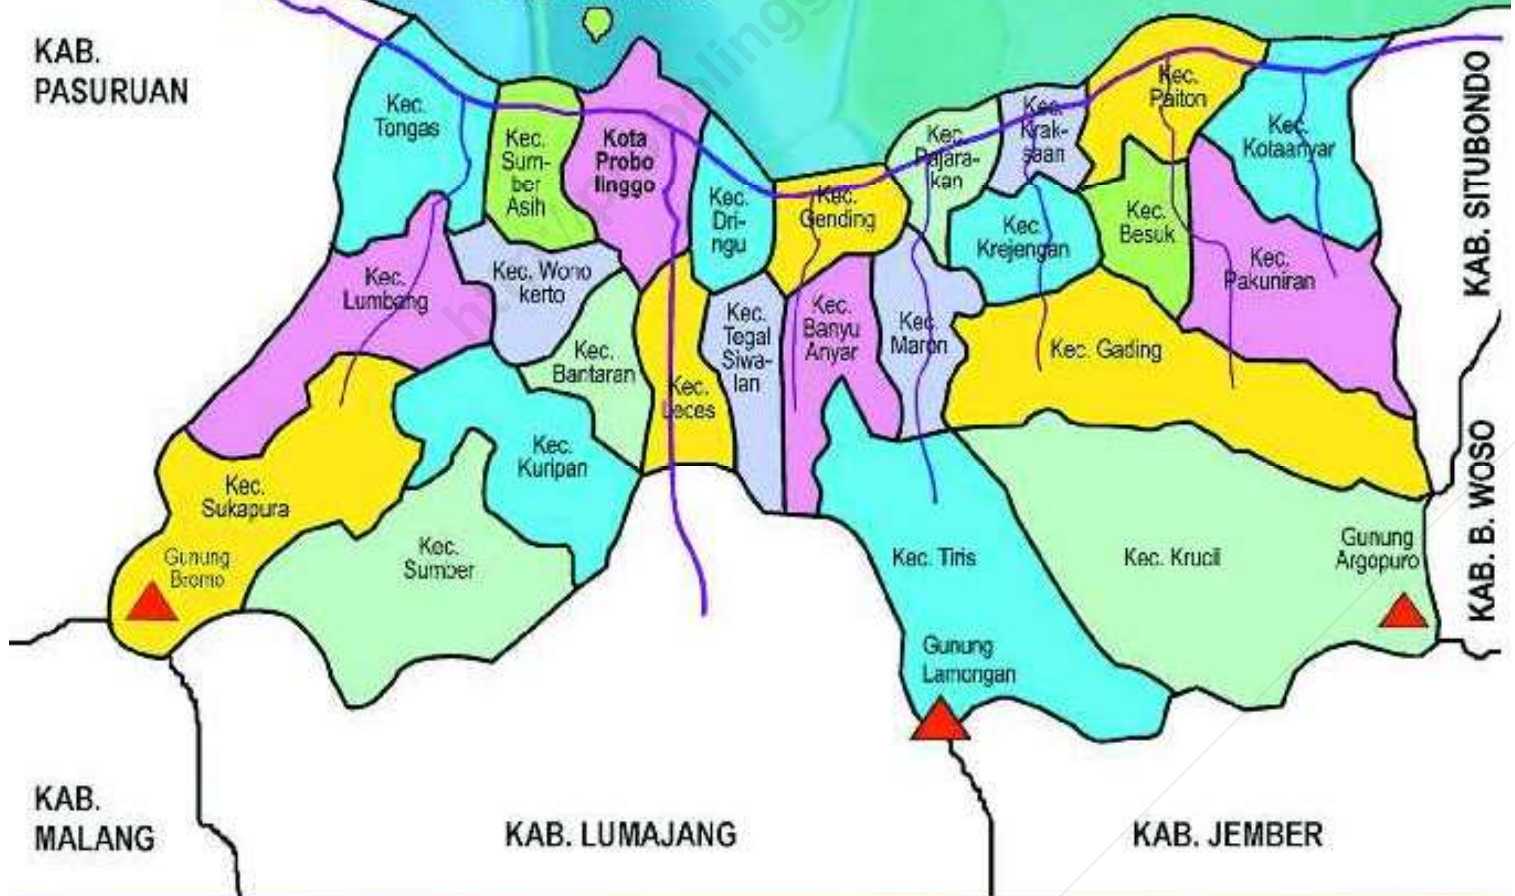 KAB.
PASURUAN
Kec.
Tongas
Kec.
Sum-
ber
Asih
Kota
Probo
linggo
Kec.
Dri-
ngu
Kec.
Gending
Kec.
Pajara-
kan
Kec.
Krak-
saan
Kec.
Paiton
Kec.
Kotaanyar
KAB. SITUBONDO
Kec.
Lumbang
Kec. Wono
kerto
Kec.
Bantaran
Kec.
Leces
Kec.
Tegal
Siwa-
lan
Kec.
Banyu
Anyar
Kec.
Maron
Kec.
Krejengan
Kec.
Besuk
Kec.
Pakuniran
Kec. Gading
Kec.
Sukapura
Gunung
Bromo
Kec.
Sumber
Kec.
Kuripan
Kec. Tiris
Gunung
Lamongan
Kec. Krucil
Gunung
Argopuro
KAB. B. WOSO
KAB.
MALANG
KAB. LUMAJANG
KAB. JEMBER